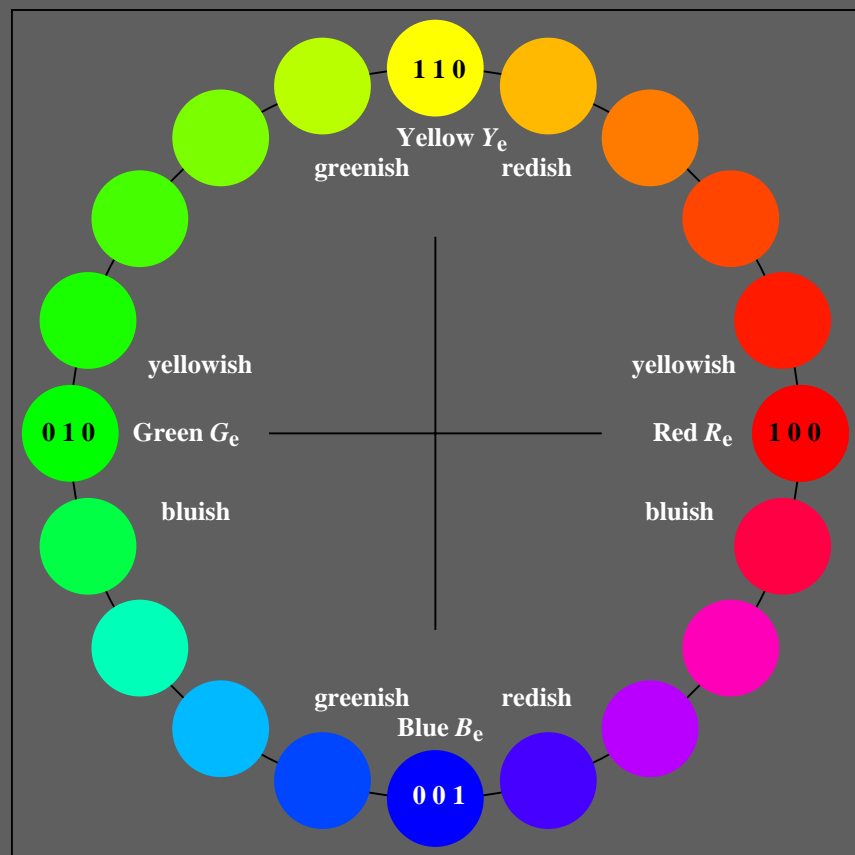 1 1 0
Yellow Ye
greenish redish
yellowish yellowish
0 1 0 Green Ge Red Re 1 0 0
bluish bluish
greenish redish
Blue Be
0 0 1